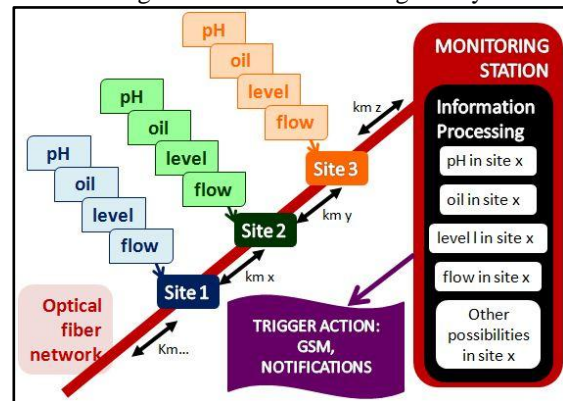 pH
oil
level
flow
Site 3
km z
pH
oil
level
flow
Site 2
km y
pH
oil
level
flow
Site 1
km x
Optical
fiber
network
Km...
MONITORING
STATION
Information
Processing
pH in site x
oil in site x
level l in site x
flow in site x
Other
possibilities
in site x
TRIGGER ACTION:
GSM,
NOTIFICATIONS